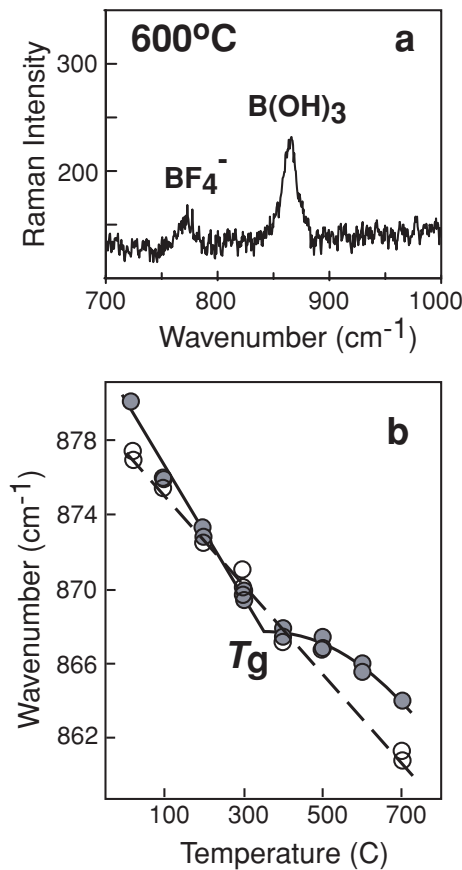 600°C
a
B(OH)3
BF4-
300
200
700
800
900
1000
Raman Intensity
Wavenumber (cm-1)
b
878
874
870
866
862
Tg
100
300
500
700
Wavenumber (cm-1)
Temperature (C)